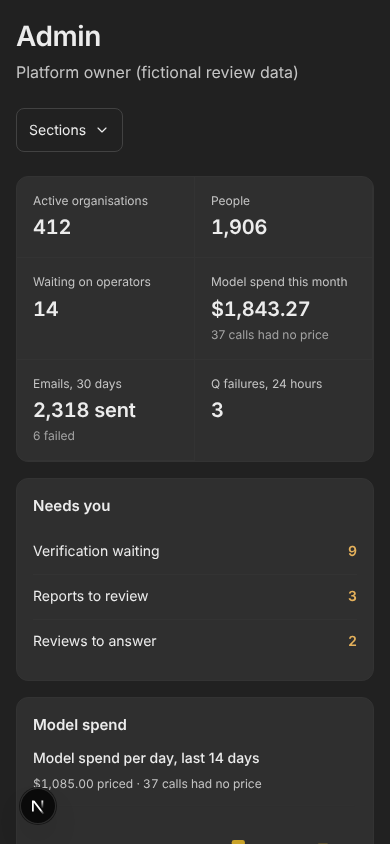 Admin
Platform owner (fictional review data)
Sections
Active organisations
412
People
1,906
Waiting on operators
14
Model spend this month
$1,843.27
37 calls had no price
Emails, 30 days
2,318 sent
6 failed
Q failures, 24 hours
3
Needs you
Verification waiting 9
Reports to review 3
Reviews to answer 2
Model spend
Model spend per day, last 14 days
$1,085.00 priced · 37 calls had no price
N